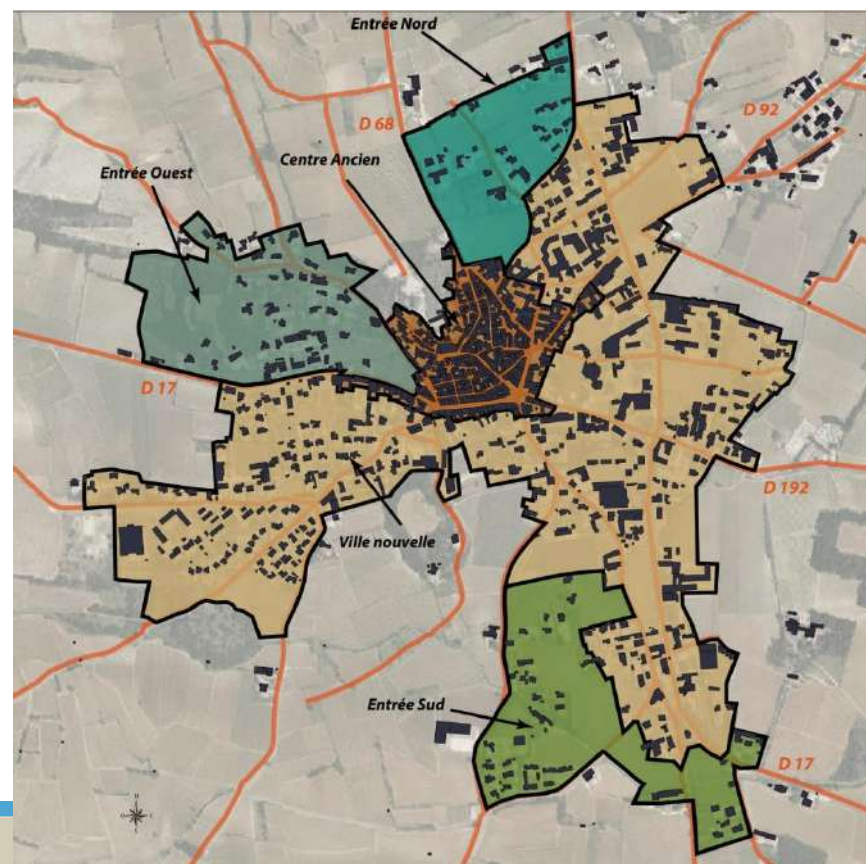 Entrée Nord
D 68
D 92
Centre Ancien
Entrée Ouest
D 17
D 192
Ville nouvelle
Entrée Sud
D 17